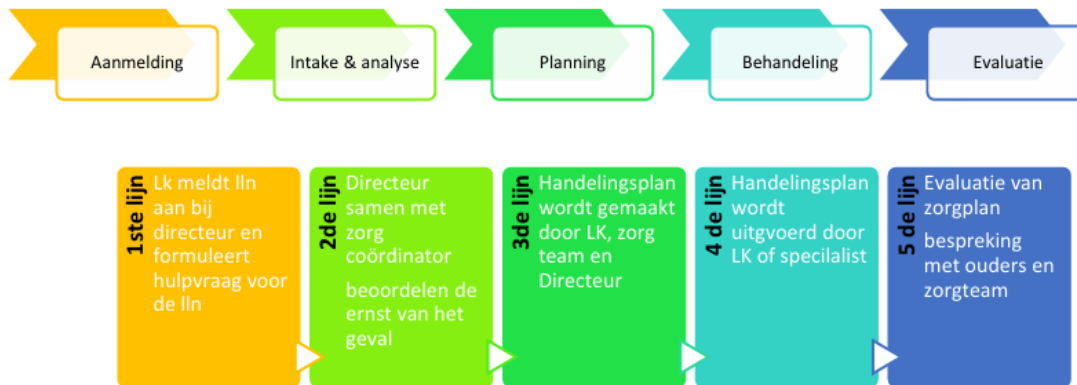 Aanmelding
Intake & analyse
Planning
Behandeling
Evaluatie
1ste lijn
Lk meldt lln
aan bij
directeur en
formuleert
hulpvraag voor
de lln
2de lijn
Directeur
samen met
zorg
coördinator
beoordelen de
ernst van het
geval
3de lijn
Handelingsplan
wordt gemaakt
door LK, zorg
team en
Directeur
4 de lijn
Handelingsplan
wordt
uitgvoerd door
LK of specilalist
5 de lijn
Evaluatie van
zorgplan
bespreking
met ouders en
zorgteam